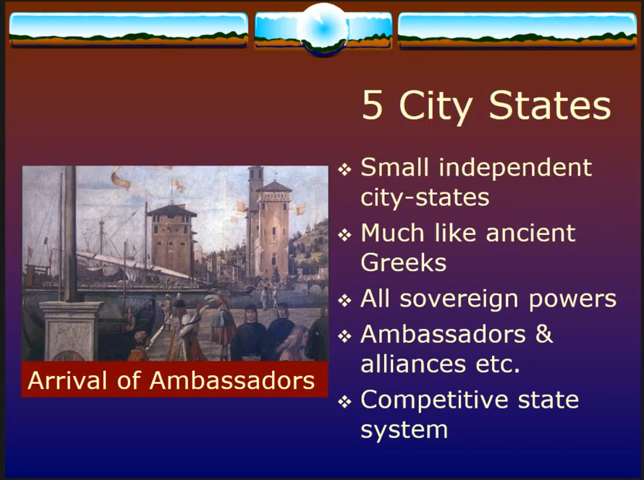 5 City States
Small independent
city-states
Much like ancient
Greeks
All sovereign powers
Ambassadors &
alliances etc.
Competitive state
system
Arrival of Ambassadors